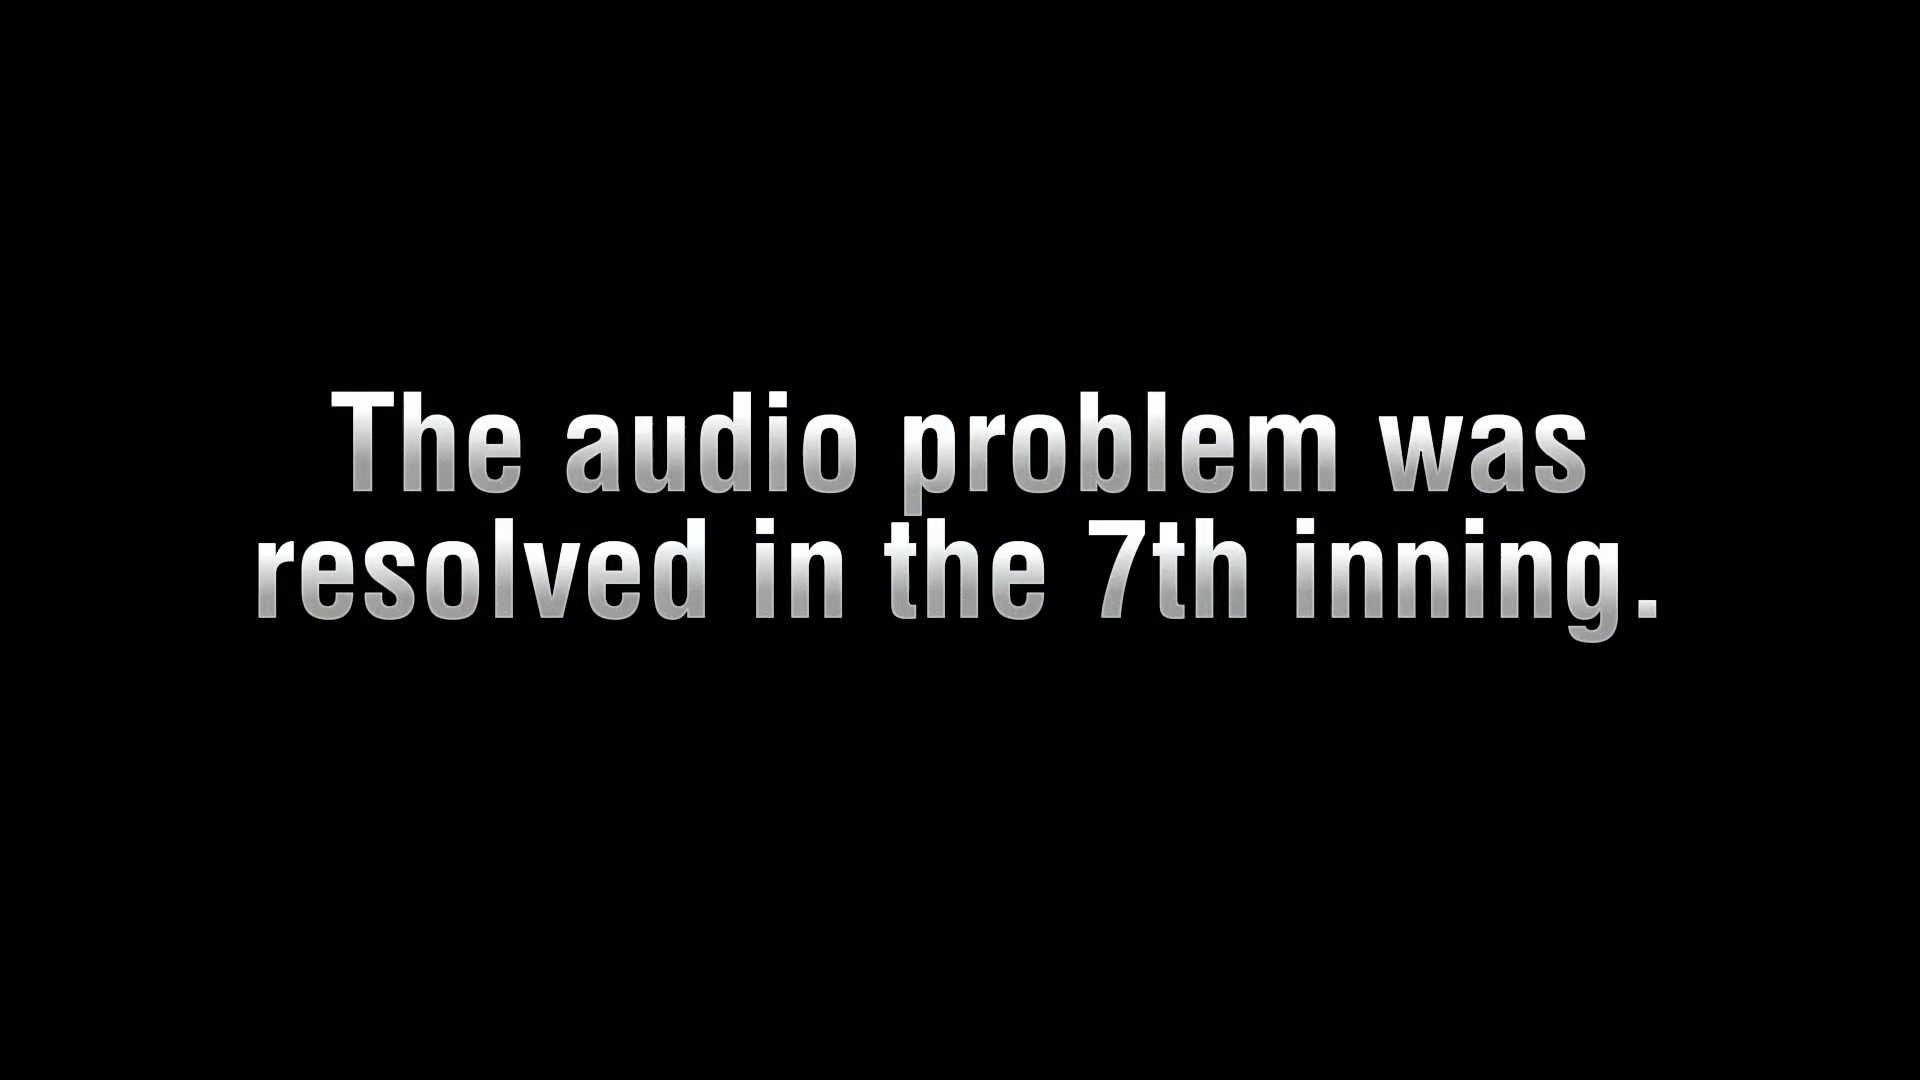 The audio problem was
resolved in the 7th inning.